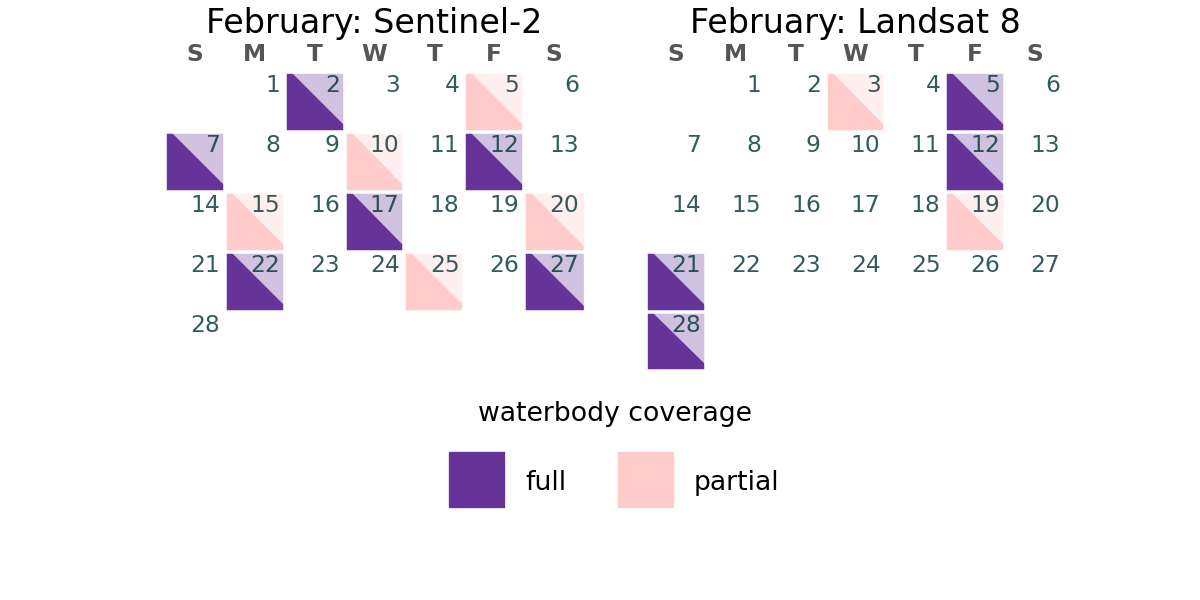 February: Sentinel-2
S M T W T F S
1 2 3 4 5 6
7 8 9 10 11 12 13
14 15 16 17 18 19 20
21 22 23 24 25 26 27
28
February: Landsat 8
S M T W T F S
1 2 3 4 5 6
7 8 9 10 11 12 13
14 15 16 17 18 19 20
21 22 23 24 25 26 27
28
waterbody coverage
full partial